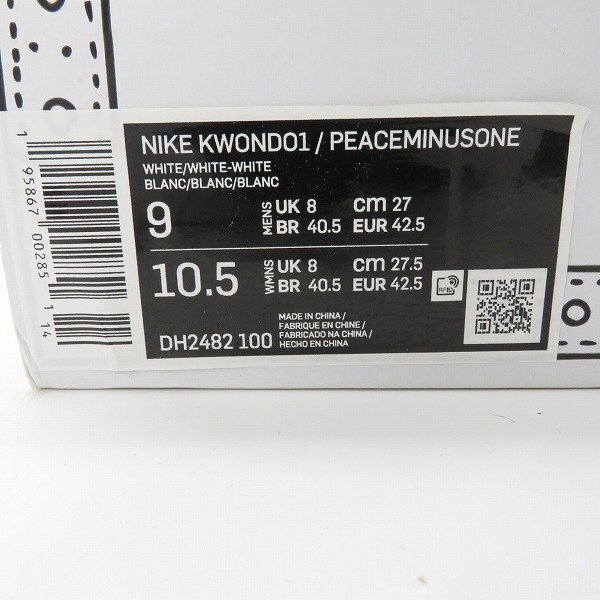 NIKE KWONDO1 / PEACEMINUSONE
WHITE/WHITE-WHITE
BLANC/BLANC/BLANC
9 MENS UK 8 cm 27
BR 40.5 EUR 42.5
10.5 WMNS UK 8 cm 27.5
BR 40.5 EUR 42.5
RFID
DH2482 100
MADE IN CHINA /
FABRIQUE EN CHINE /
FABRICADO NA CHINA /
HECHO EN CHINA
1 95867 00285 1 14